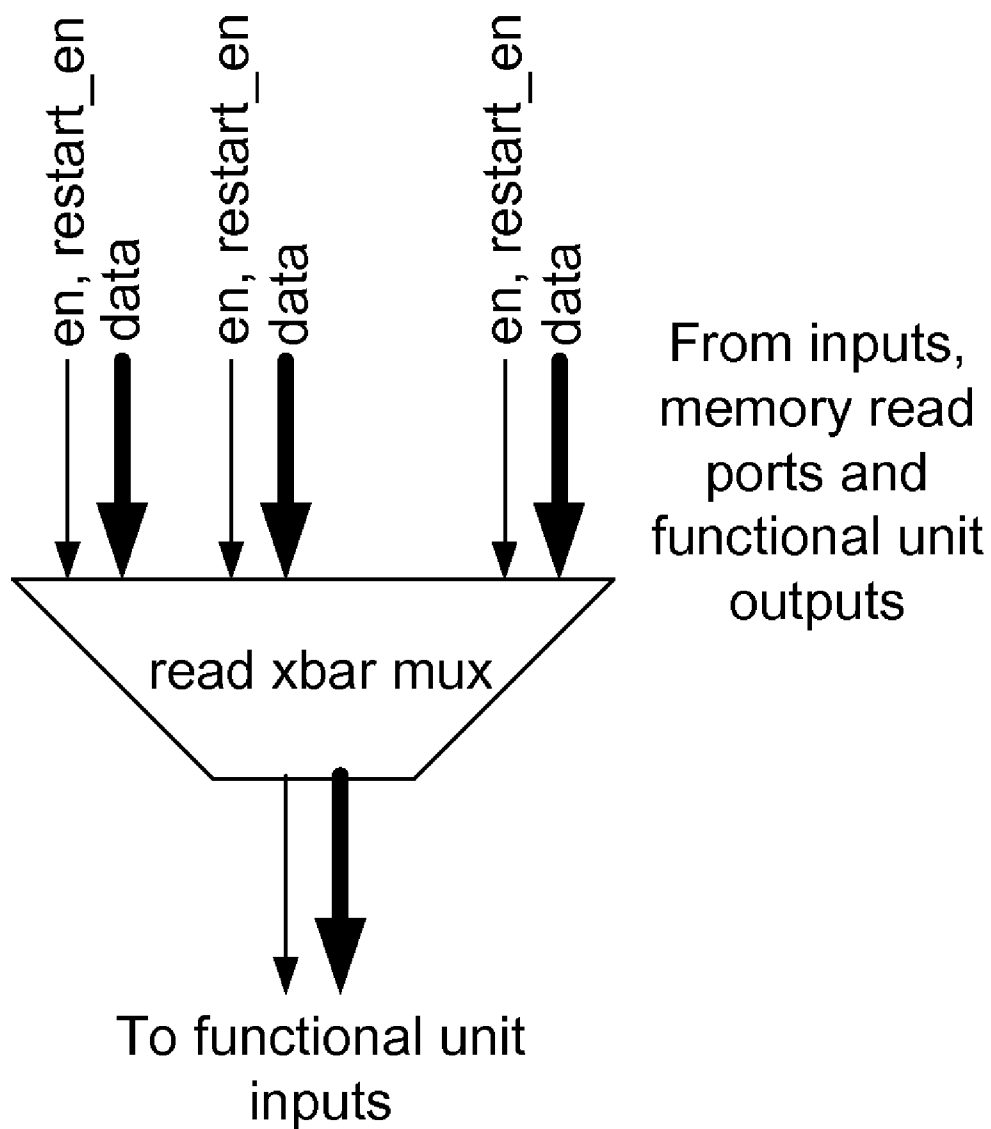 en, restart_en
data
en, restart_en
data
en, restart_en
data
From inputs,
memory read
ports and
functional unit
outputs
read xbar mux
To functional unit
inputs